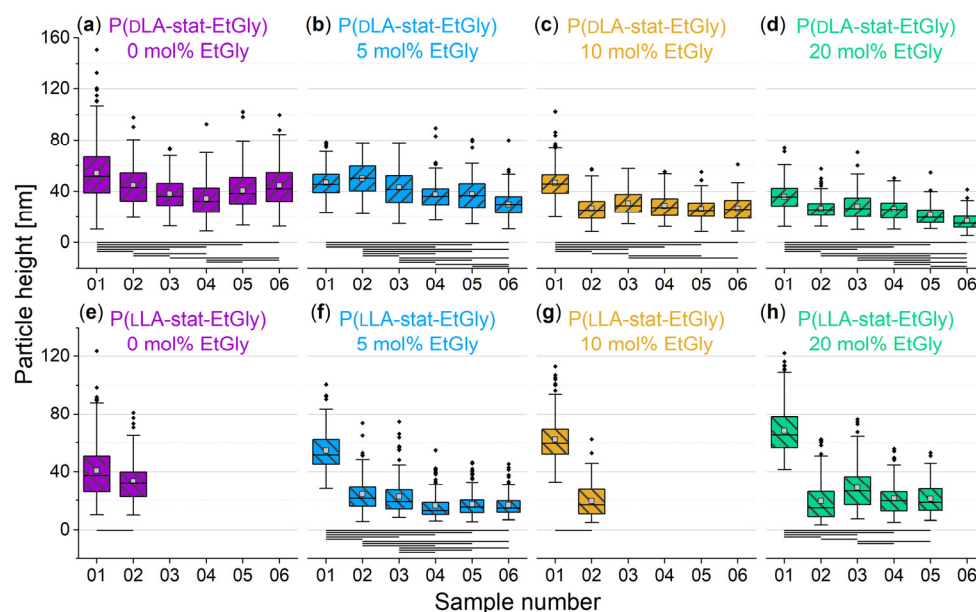 (a) P(DLA-stat-EtGly)
0 mol% EtGly
(b) P(DLA-stat-EtGly)
5 mol% EtGly
(c) P(DLA-stat-EtGly)
10 mol% EtGly
(d) P(DLA-stat-EtGly)
20 mol% EtGly
160
120
80
40
0
01 02 03 04 05 06
01 02 03 04 05 06
01 02 03 04 05 06
01 02 03 04 05 06
Particle height [nm]
(e) P(LLA-stat-EtGly)
0 mol% EtGly
(f) P(LLA-stat-EtGly)
5 mol% EtGly
(g) P(LLA-stat-EtGly)
10 mol% EtGly
(h) P(LLA-stat-EtGly)
20 mol% EtGly
120
80
40
0
01 02 03 04 05 06
01 02 03 04 05 06
01 02 03 04 05 06
01 02 03 04 05 06
Sample number